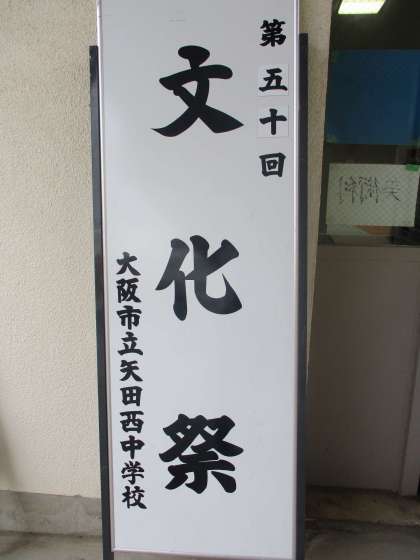 第五十回
文化祭
大阪市立矢田西中学校